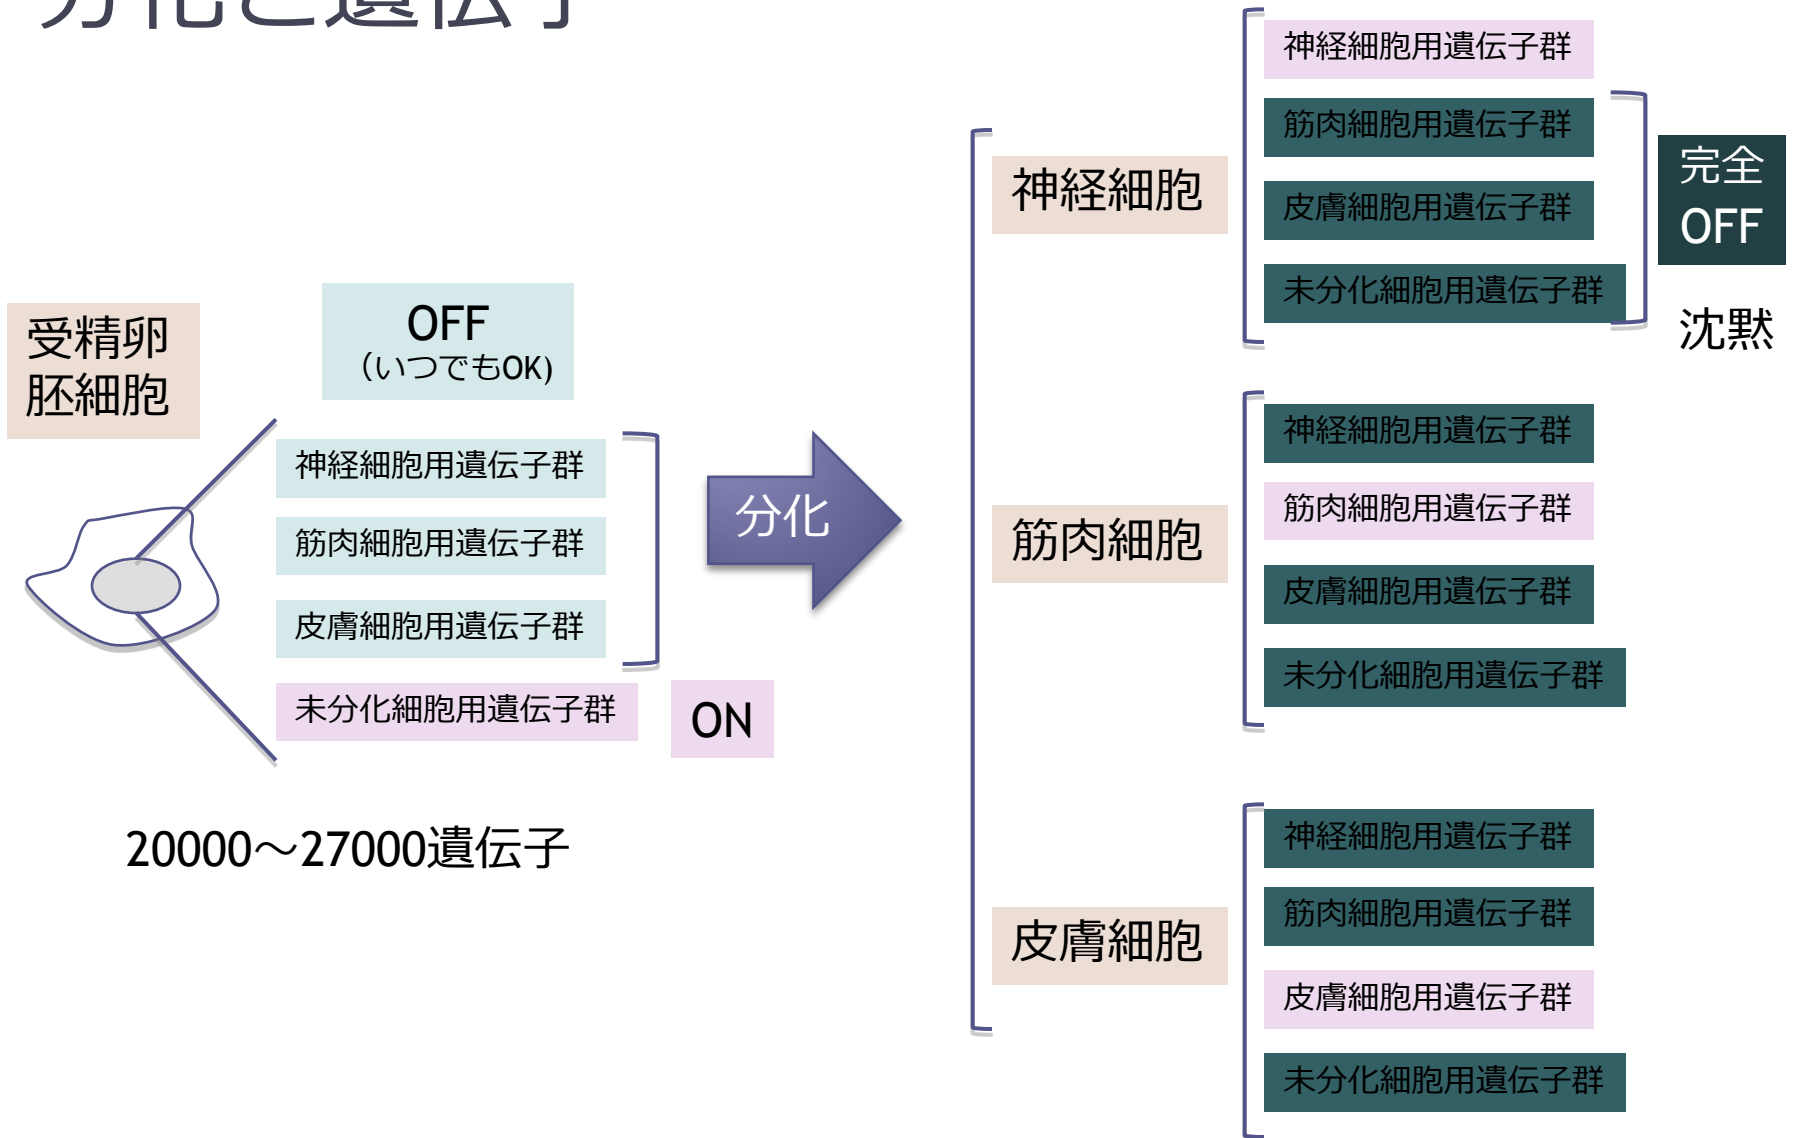 分化と遺伝子
受精卵
胚細胞
OFF
（いつでもOK)
神経細胞用遺伝子群
筋肉細胞用遺伝子群
皮膚細胞用遺伝子群
未分化細胞用遺伝子群
ON
20000～27000遺伝子
分化
神経細胞
神経細胞用遺伝子群
筋肉細胞用遺伝子群
皮膚細胞用遺伝子群
未分化細胞用遺伝子群
完全
OFF
沈黙
筋肉細胞
神経細胞用遺伝子群
筋肉細胞用遺伝子群
皮膚細胞用遺伝子群
未分化細胞用遺伝子群
皮膚細胞
神経細胞用遺伝子群
筋肉細胞用遺伝子群
皮膚細胞用遺伝子群
未分化細胞用遺伝子群